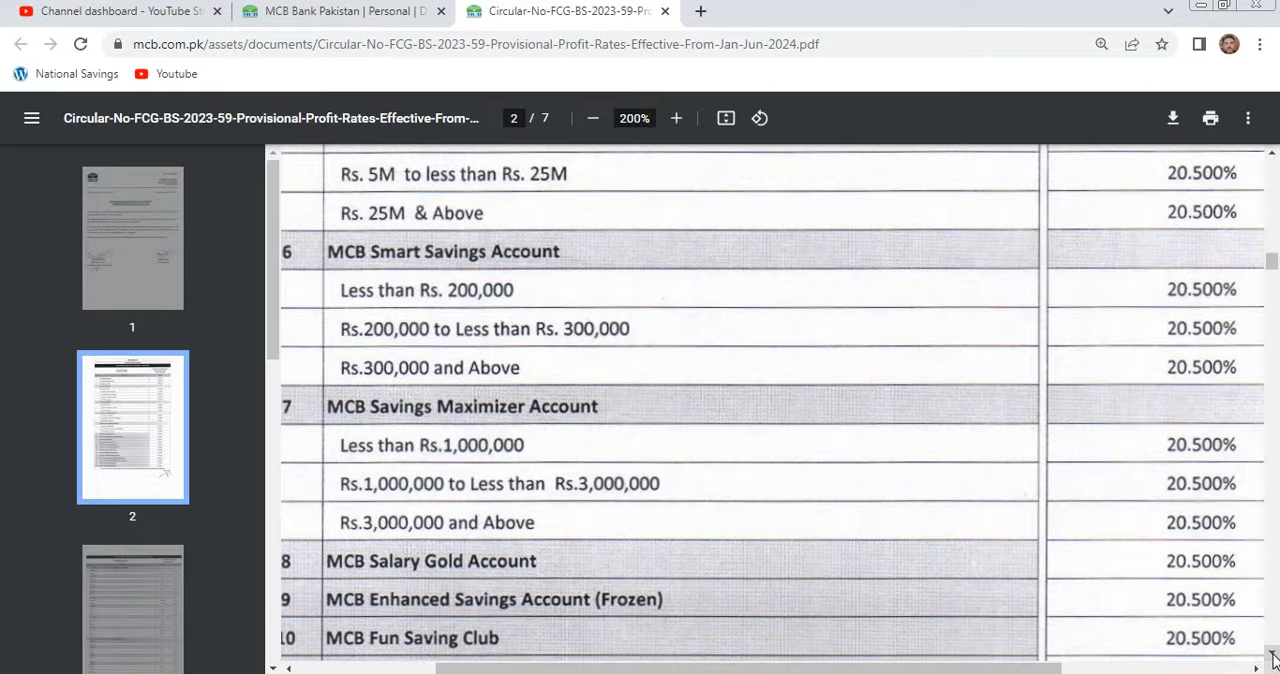 Channel dashboard - YouTube St
MCB Bank Pakistan | Personal | D
Circular-No-FCG-BS-2023-59-Pro
mcb.com.pk/assets/documents/Circular-No-FCG-BS-2023-59-Provisional-Profit-Rates-Effective-From-Jan-Jun-2024.pdf
National Savings
Youtube
Circular-No-FCG-BS-2023-59-Provisional-Profit-Rates-Effective-From-...
2 / 7
200%
Rs. 5M to less than Rs. 25M 20.500%
Rs. 25M & Above 20.500%
6 MCB Smart Savings Account
Less than Rs. 200,000 20.500%
Rs.200,000 to Less than Rs. 300,000 20.500%
Rs.300,000 and Above 20.500%
7 MCB Savings Maximizer Account
Less than Rs.1,000,000 20.500%
Rs.1,000,000 to Less than Rs.3,000,000 20.500%
Rs.3,000,000 and Above 20.500%
8 MCB Salary Gold Account 20.500%
9 MCB Enhanced Savings Account (Frozen) 20.500%
10 MCB Fun Saving Club 20.500%
1
2